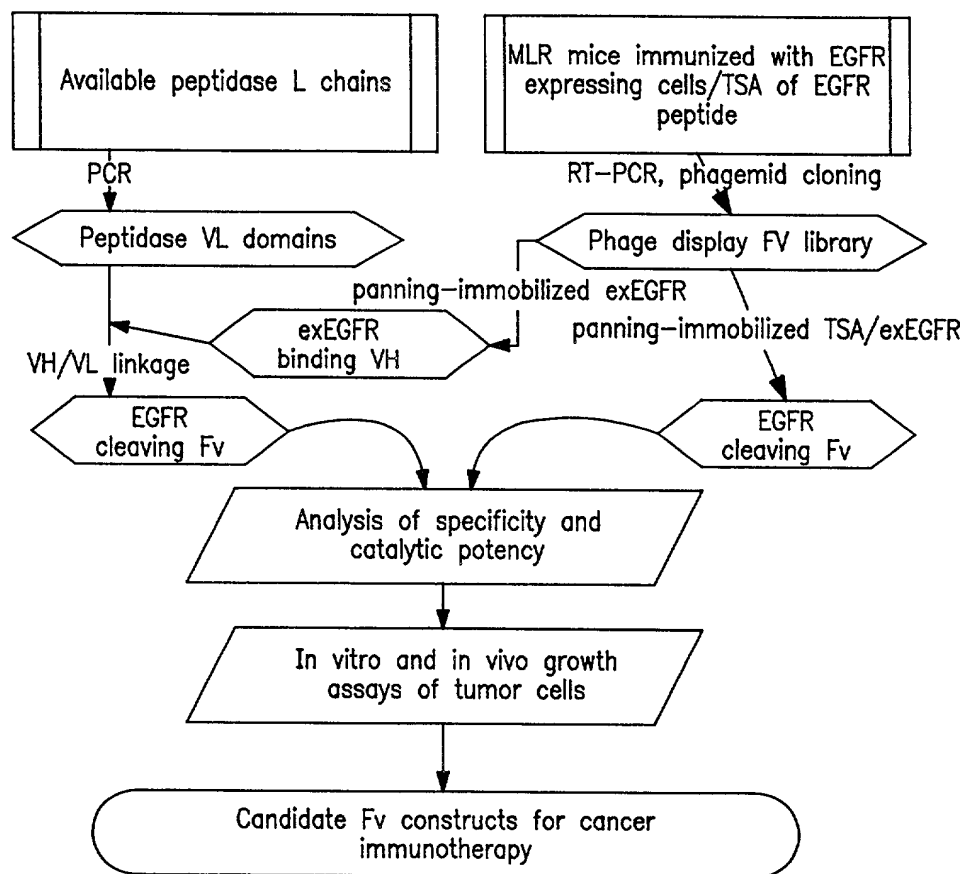 Available peptidase L chains
MLR mice immunized with EGFR
expressing cells/TSA of EGFR
peptide
PCR
RT-PCR, phagemid cloning
Peptidase VL domains
Phage display FV library
panning-immobilized exEGFR
exEGFR
binding VH
panning-immobilized TSA/exEGFR
VH/VL linkage
EGFR
cleaving Fv
EGFR
cleaving Fv
Analysis of specificity and
catalytic potency
In vitro and in vivo growth
assays of tumor cells
Candidate Fv constructs for cancer
immunotherapy